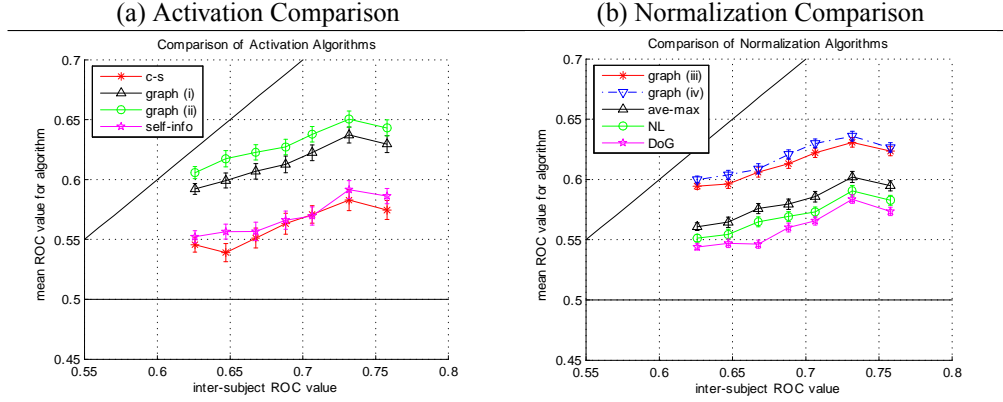 (a) Activation Comparison
Comparison of Activation Algorithms
c-s
graph (i)
graph (ii)
self-info
mean ROC value for algorithm
0.7
0.65
0.6
0.55
0.5
0.45
0.55
0.6
0.65
0.7
0.75
0.8
inter-subject ROC value
(b) Normalization Comparison
Comparison of Normalization Algorithms
graph (iii)
graph (iv)
ave-max
NL
DoG
mean ROC value for algorithm
0.7
0.65
0.6
0.55
0.5
0.45
0.55
0.6
0.65
0.7
0.75
0.8
inter-subject ROC value